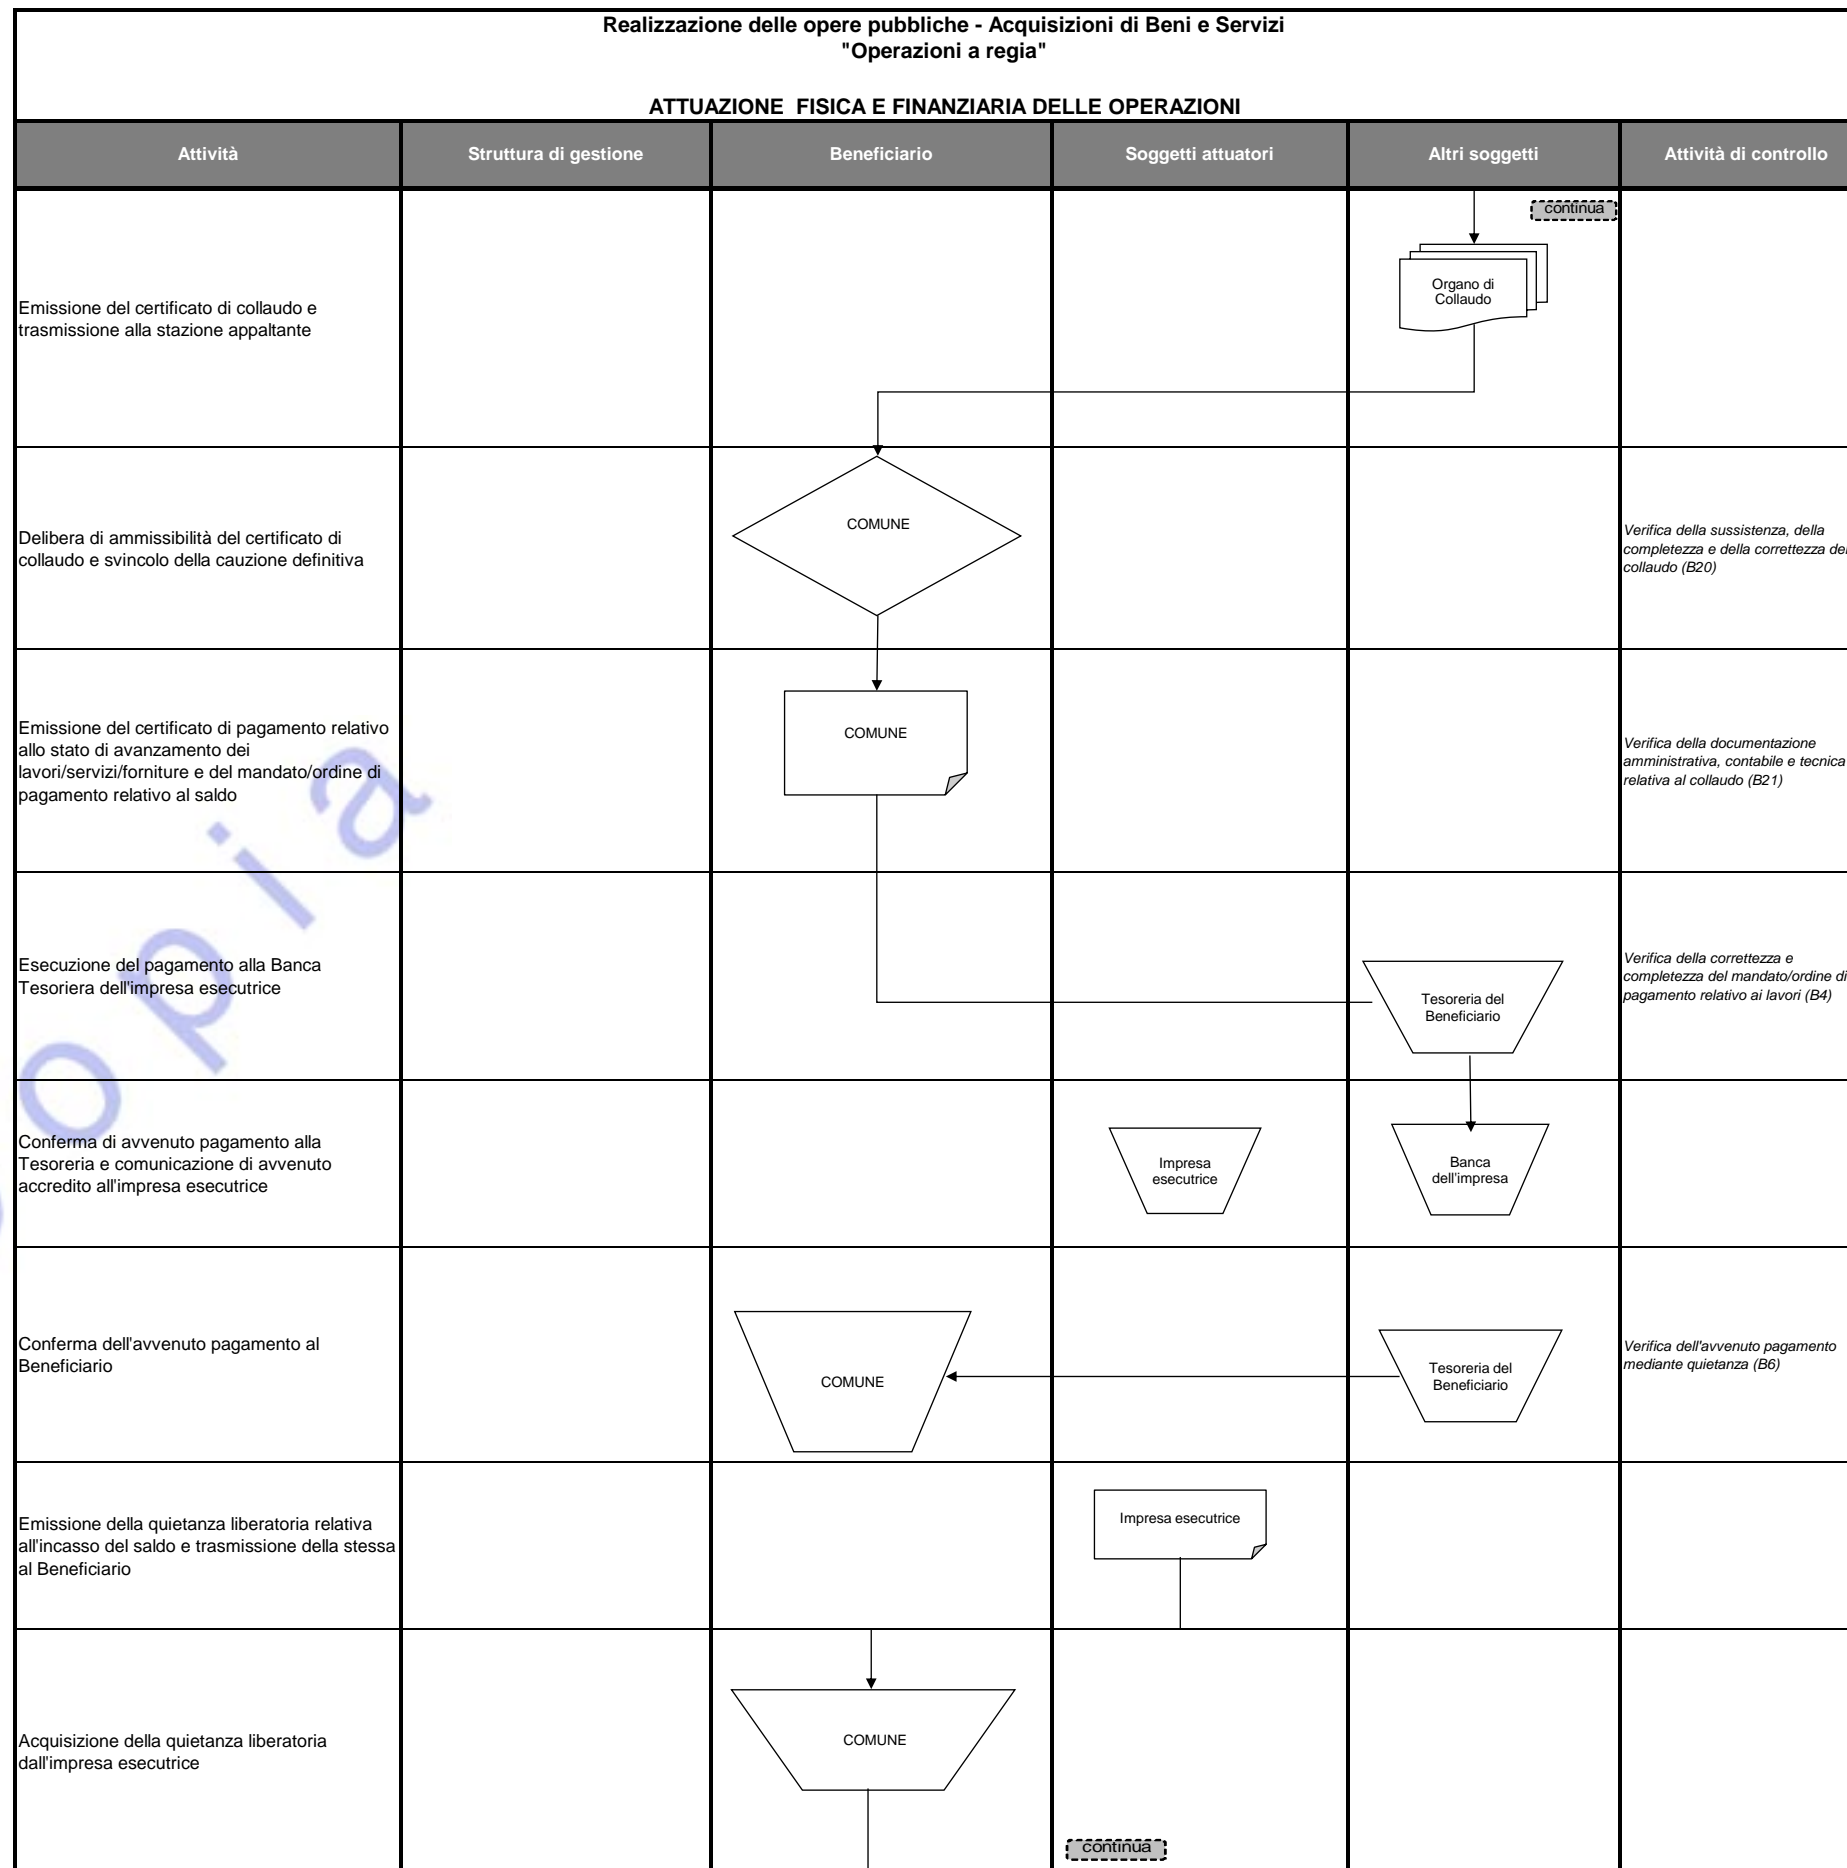 Realizzazione delle opere pubbliche - Acquisizioni di Beni e Servizi
"Operazioni a regia"
ATTUAZIONE FISICA E FINANZIARIA DELLE OPERAZIONI
Attività
Struttura di gestione
Beneficiario
Soggetti attuatori
Altri soggetti
Attività di controllo
continua
Emissione del certificato di collaudo e
trasmissione alla stazione appaltante
Organo di
Collaudo
Delibera di ammissibilità del certificato di
collaudo e svincolo della cauzione definitiva
COMUNE
Verifica della sussistenza, della
completezza e della correttezza del
collaudo (B20)
Emissione del certificato di pagamento relativo
allo stato di avanzamento dei
lavori/servizi/forniture e del mandato/ordine di
pagamento relativo al saldo
COMUNE
Verifica della documentazione
amministrativa, contabile e tecnica
relativa al collaudo (B21)
Esecuzione del pagamento alla Banca
Tesoriera dell'impresa esecutrice
Tesoreria del
Beneficiario
Verifica della correttezza e
completezza del mandato/ordine di
pagamento relativo ai lavori (B4)
Conferma di avvenuto pagamento alla
Tesoreria e comunicazione di avvenuto
accredito all'impresa esecutrice
Impresa
esecutrice
Banca
dell'impresa
Conferma dell'avvenuto pagamento al
Beneficiario
COMUNE
Tesoreria del
Beneficiario
Verifica dell'avvenuto pagamento
mediante quietanza (B6)
Emissione della quietanza liberatoria relativa
all'incasso del saldo e trasmissione della stessa
al Beneficiario
Impresa esecutrice
Acquisizione della quietanza liberatoria
dall'impresa esecutrice
COMUNE
continua
opia